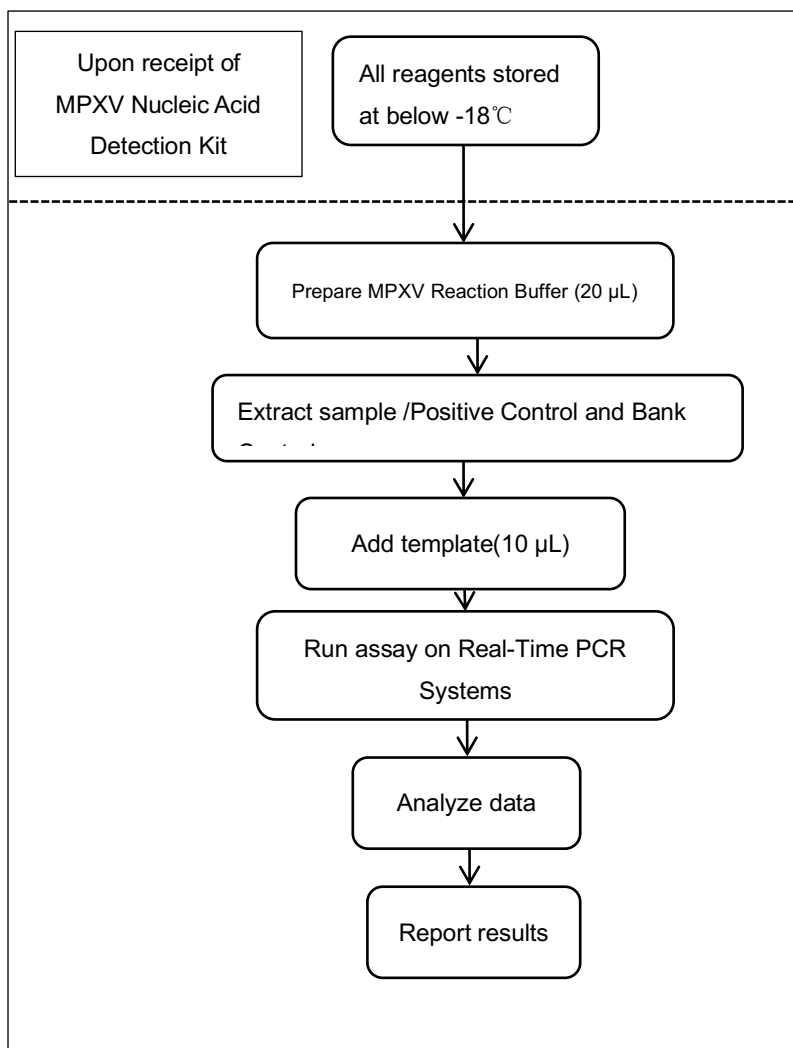 Upon receipt of
MPXV Nucleic Acid
Detection Kit
All reagents stored
at below -18℃
Prepare MPXV Reaction Buffer (20 µL)
Extract sample /Positive Control and Bank
Add template(10 µL)
Run assay on Real-Time PCR
Systems
Analyze data
Report results